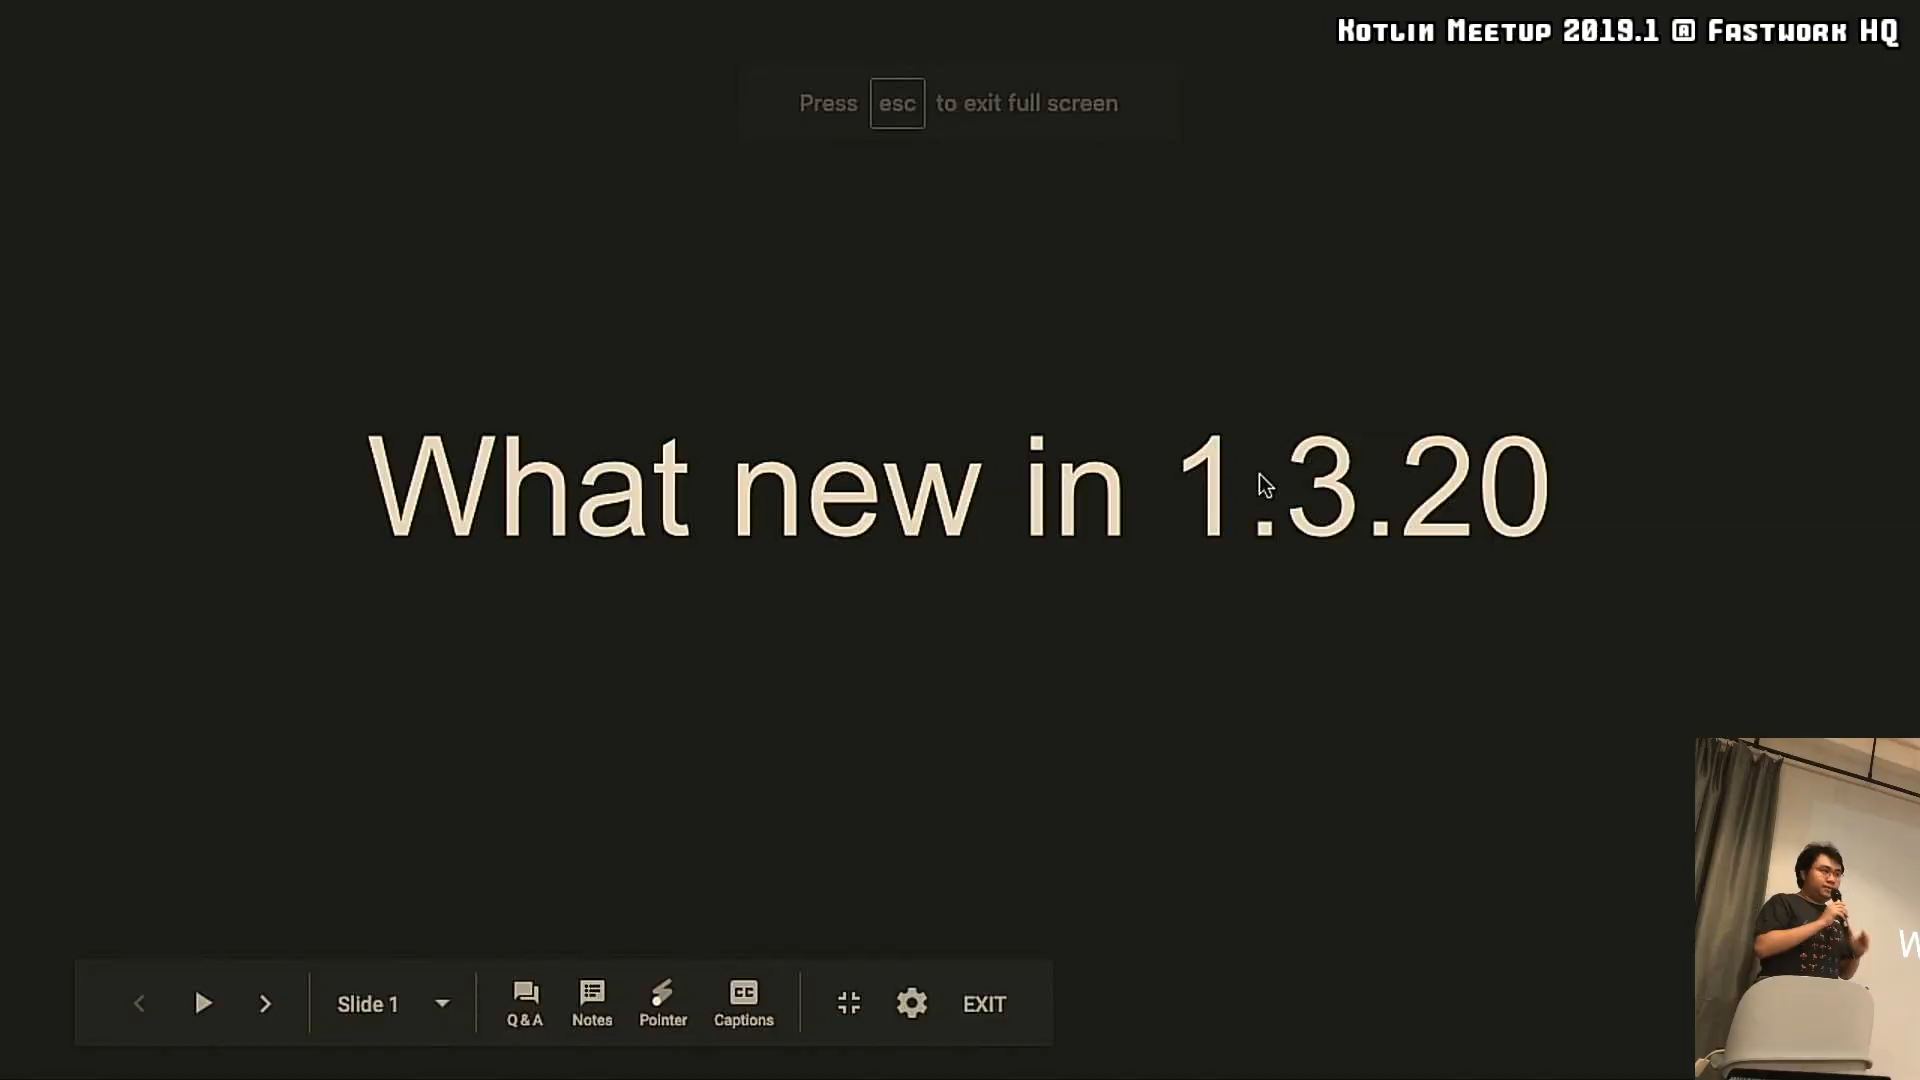 Kotlin Meetup 2019.1 @ Fastwork HQ
Press esc to exit full screen
What new in 1.3.20
Slide 1
Q & A
Notes
Pointer
CC
Captions
EXIT
W